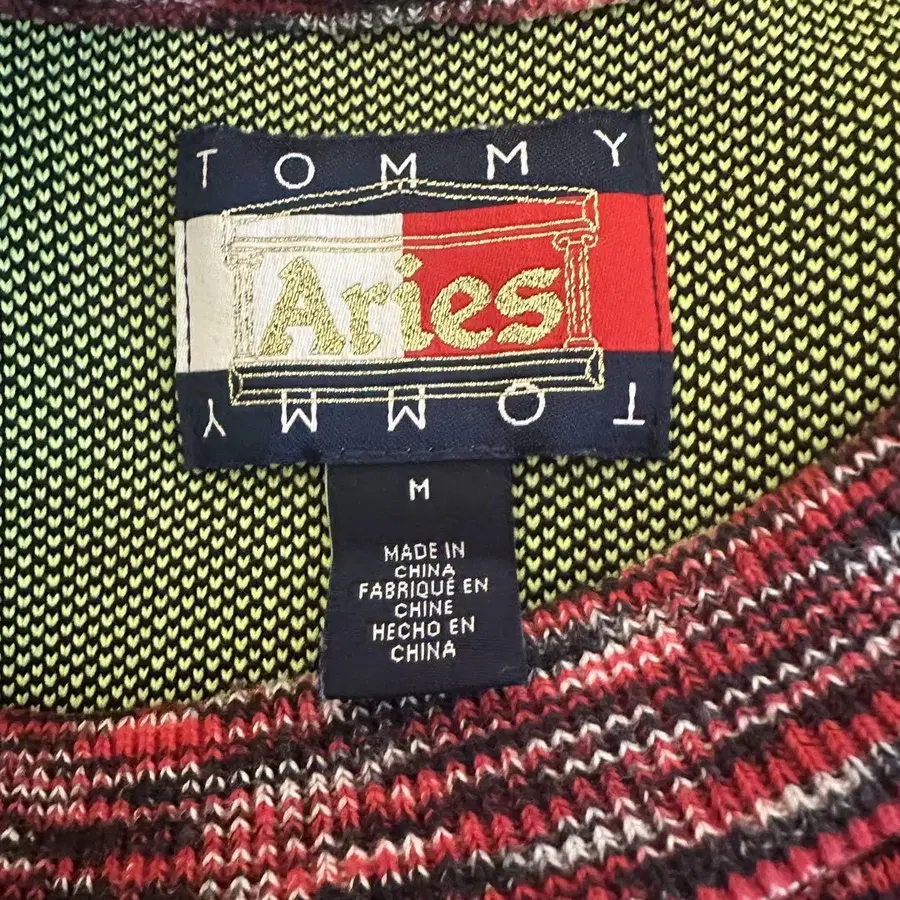 TOMMY
Aries
TOMMY
M
MADE IN
CHINA
FABRIQUÉ EN
CHINE
HECHO EN
CHINA